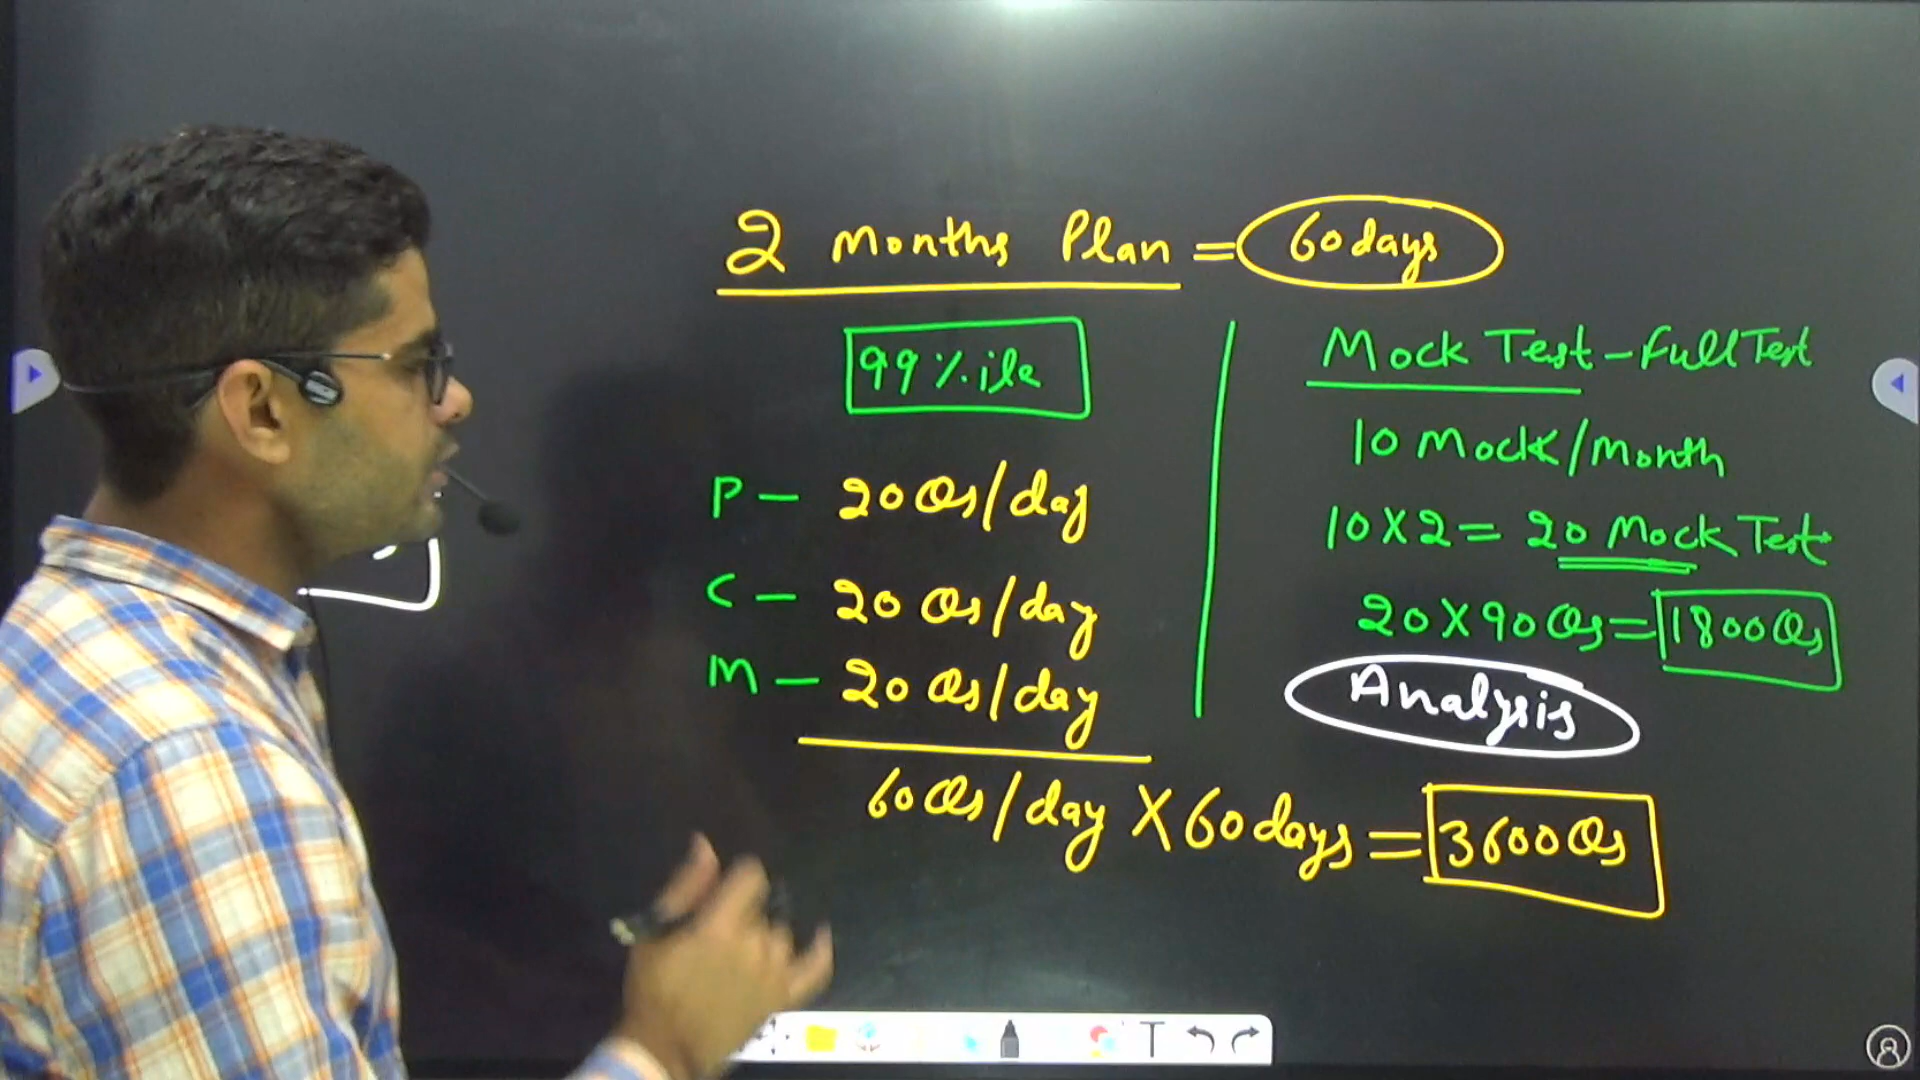 2 Months Plan = 60 days
99%ile
P - 20 Qs/day
C - 20 Qs/day
M - 20 Qs/day
60 Qs/day X 60 days = 3600 Qs
Mock Test - Full Test
10 Mock/Month
10 X 2 = 20 Mock Test
20 X 90 Qs = 1800 Qs
Analysis
T